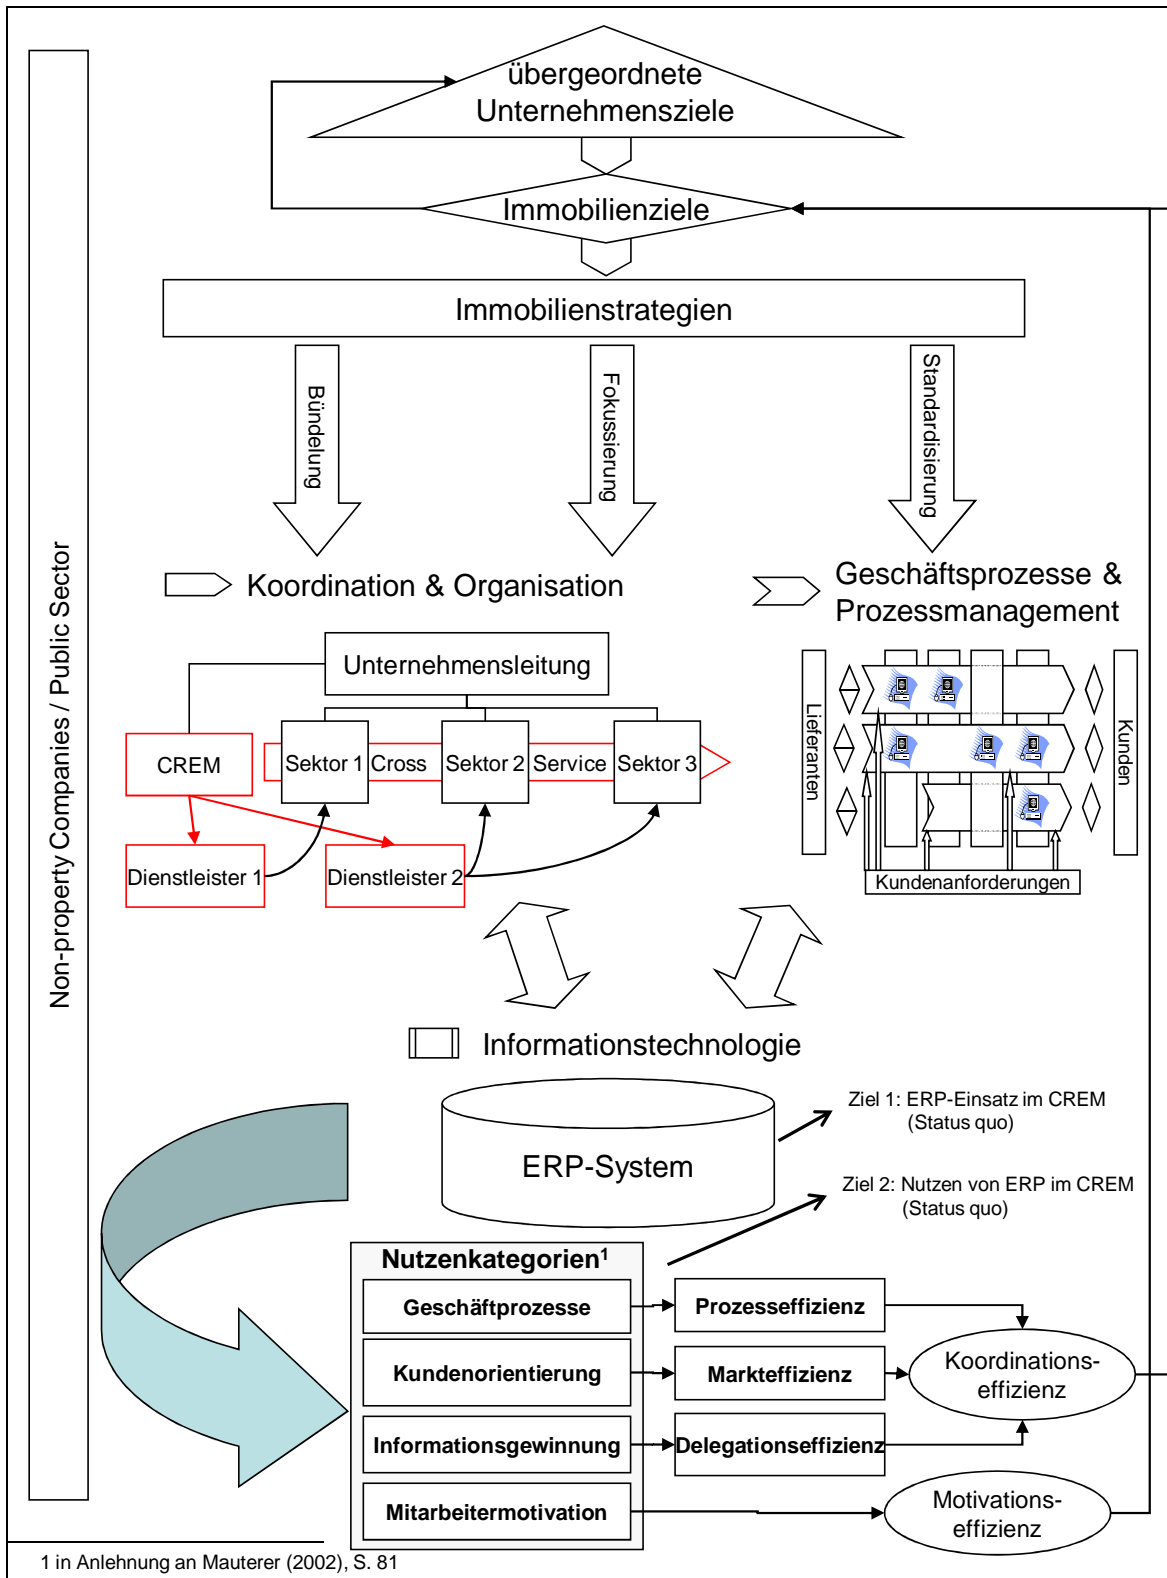 übergeordnete
Unternehmensziele
Immobilienziele
Immobilienstrategien
Bündelung
Fokussierung
Standardisierung
Non-property Companies / Public Sector
Koordination & Organisation
Geschäftsprozesse &
Prozessmanagement
Unternehmensleitung
CREM
Sektor 1
Cross
Sektor 2
Service
Sektor 3
Dienstleister 1
Dienstleister 2
Lieferanten
Kunden
Kundenanforderungen
Informationstechnologie
ERP-System
Ziel 1: ERP-Einsatz im CREM
(Status quo)
Ziel 2: Nutzen von ERP im CREM
(Status quo)
Nutzenkategorien¹
Geschäftprozesse
Prozesseffizienz
Kundenorientierung
Markteffizienz
Koordinations-
effizienz
Informationsgewinnung
Delegationseffizienz
Mitarbeitermotivation
Motivations-
effizienz
1 in Anlehnung an Mauterer (2002), S. 81